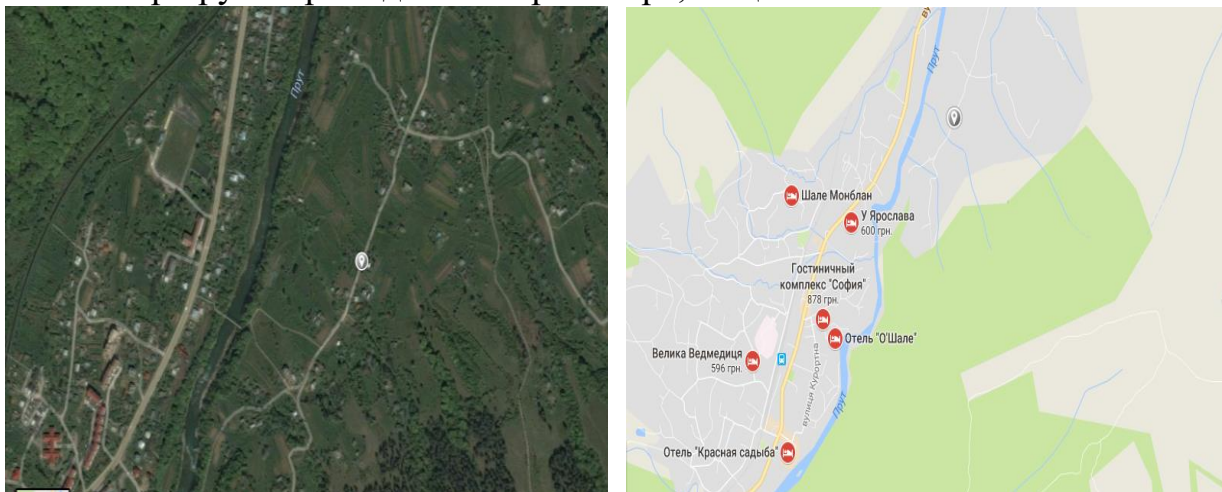 Прут
Прут
Шале Монблан
У Ярослава
600 грн.
Гостиничный
комплекс "София"
878 грн.
Отель "О'Шале"
Велика Ведмедиця
596 грн.
вулиця Курортна
Прут
Отель "Красная садыба"